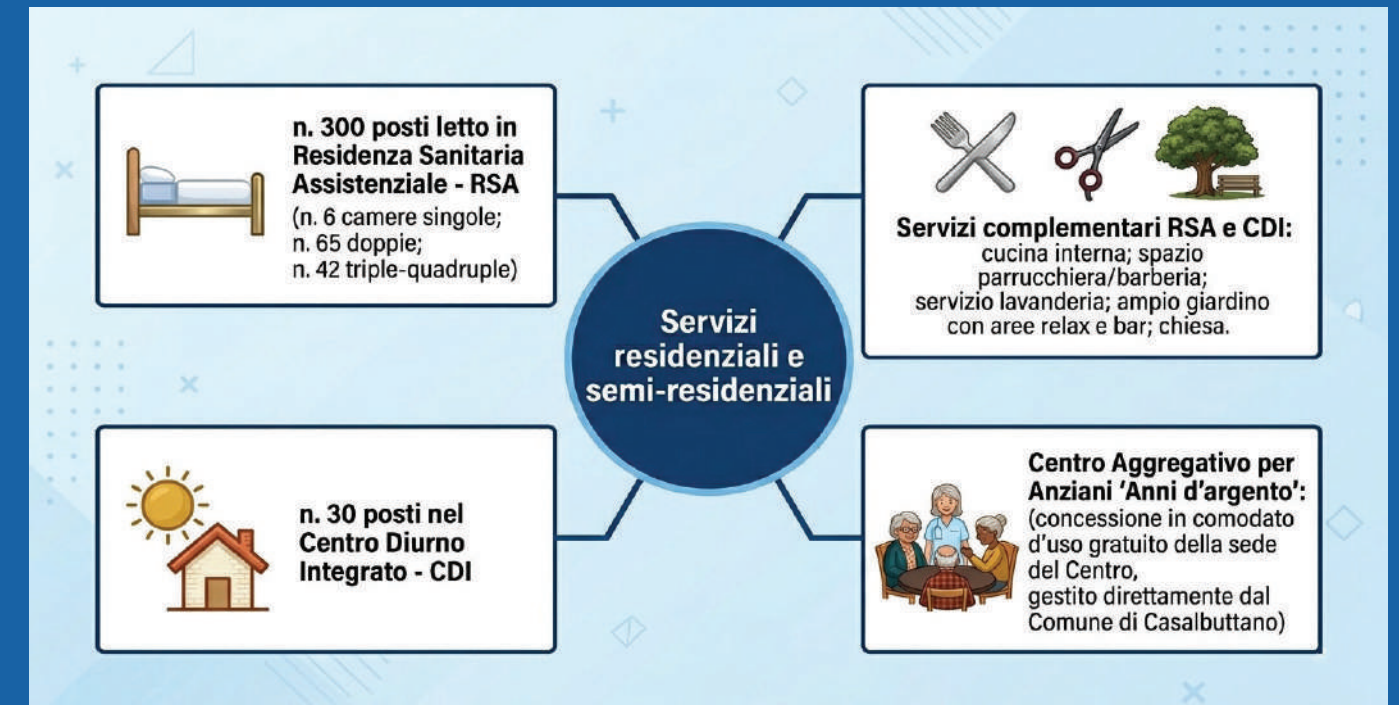 n. 300 posti letto in
Residenza Sanitaria
Assistenziale - RSA
(n. 6 camere singole;
n. 65 doppie;
n. 42 triple-quadruple)
Servizi complementari RSA e CDI:
cucina interna; spazio
parrucchiera/barberia;
servizio lavanderia; ampio giardino
con aree relax e bar; chiesa.
Servizi
residenziali e
semi-residenziali
n. 30 posti nel
Centro Diurno
Integrato - CDI
Centro Aggregativo per
Anziani ‘Anni d’argento’:
(concessione in comodato
d’uso gratuito della sede
del Centro,
gestito direttamente dal
Comune di Casalbuttano)